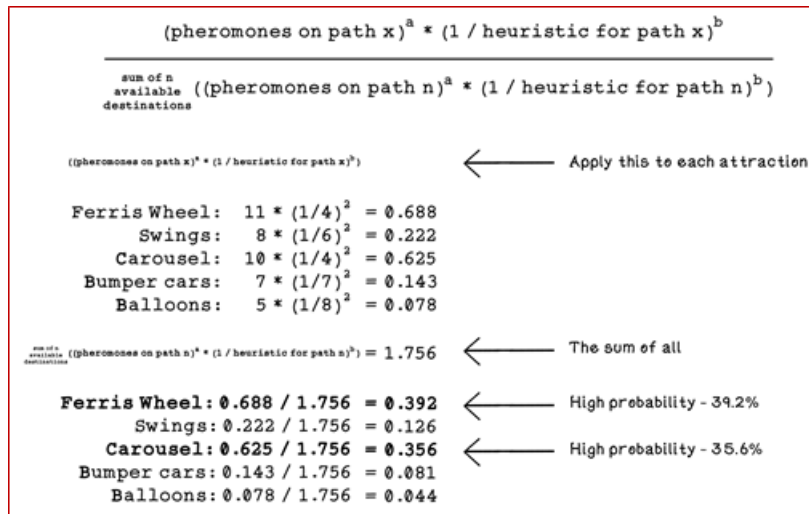 (pheromones on path x)^a * (1 / heuristic for path x)^b
sum of n available destinations ((pheromones on path n)^a * (1 / heuristic for path n)^b)
((pheromones on path x)^a * (1 / heuristic for path x)^b) Apply this to each attraction
Ferris Wheel: 11 * (1/4)² = 0.688
Swings: 8 * (1/6)² = 0.222
Carousel: 10 * (1/4)² = 0.625
Bumper cars: 7 * (1/7)² = 0.143
Balloons: 5 * (1/8)² = 0.078
sum of n available destinations ((pheromones on path n)^a * (1 / heuristic for path n)^b) = 1.756 The sum of all
Ferris Wheel: 0.688 / 1.756 = 0.392 High probability - 39.2%
Swings: 0.222 / 1.756 = 0.126
Carousel: 0.625 / 1.756 = 0.356 High probability - 35.6%
Bumper cars: 0.143 / 1.756 = 0.081
Balloons: 0.078 / 1.756 = 0.044